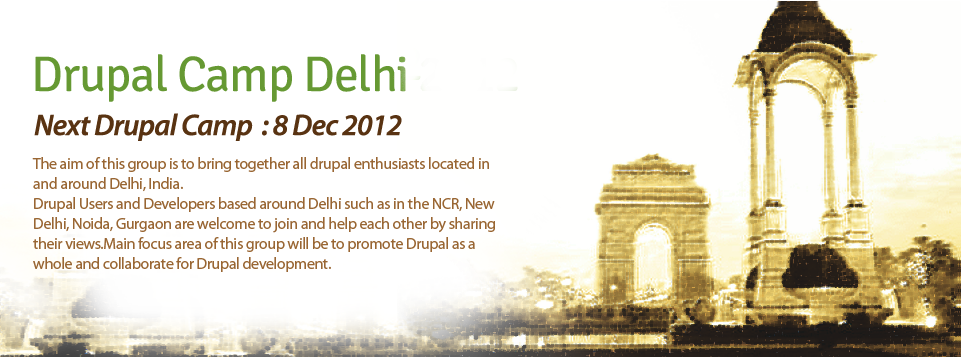 Drupal Camp Delhi
Next Drupal Camp : 8 Dec 2012
The aim of this group is to bring together all drupal enthusiasts located in
and around Delhi, India.
Drupal Users and Developers based around Delhi such as in the NCR, New
Delhi, Noida, Gurgaon are welcome to join and help each other by sharing
their views.Main focus area of this group will be to promote Drupal as a
whole and collaborate for Drupal development.